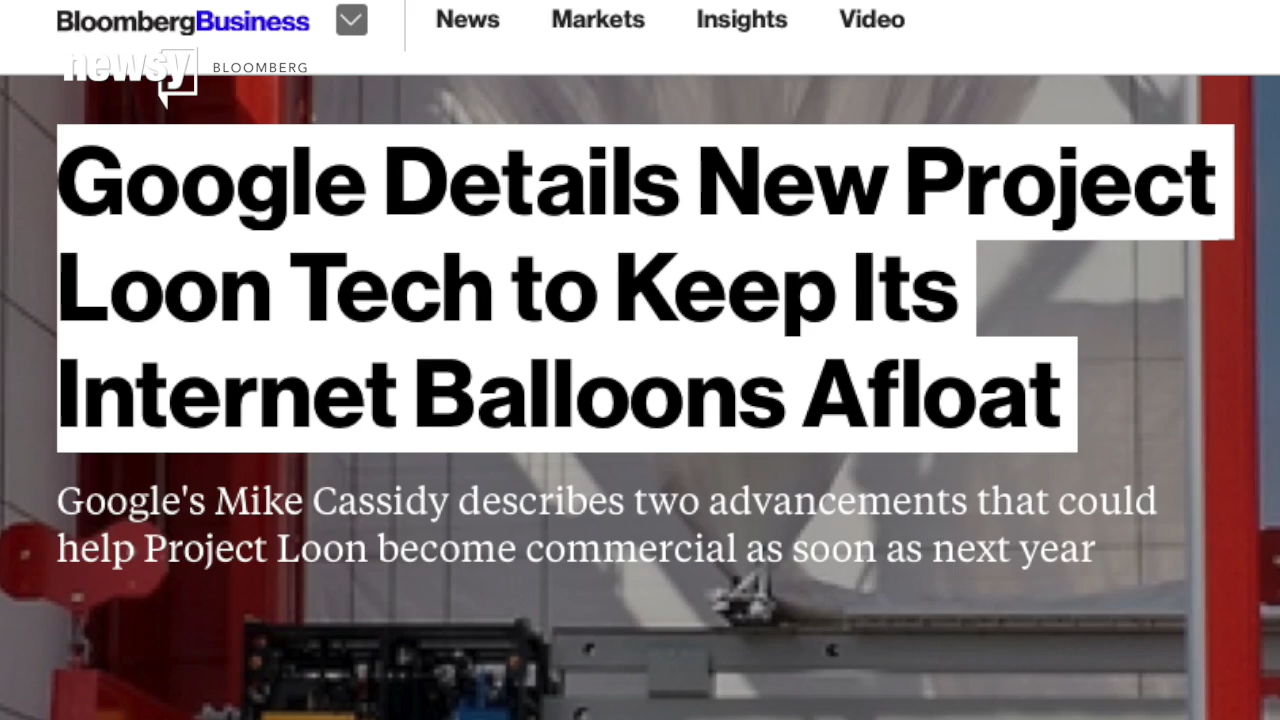 BloombergBusiness News Markets Insights Video
newsy BLOOMBERG
Google Details New Project
Loon Tech to Keep Its
Internet Balloons Afloat
Google's Mike Cassidy describes two advancements that could
help Project Loon become commercial as soon as next year